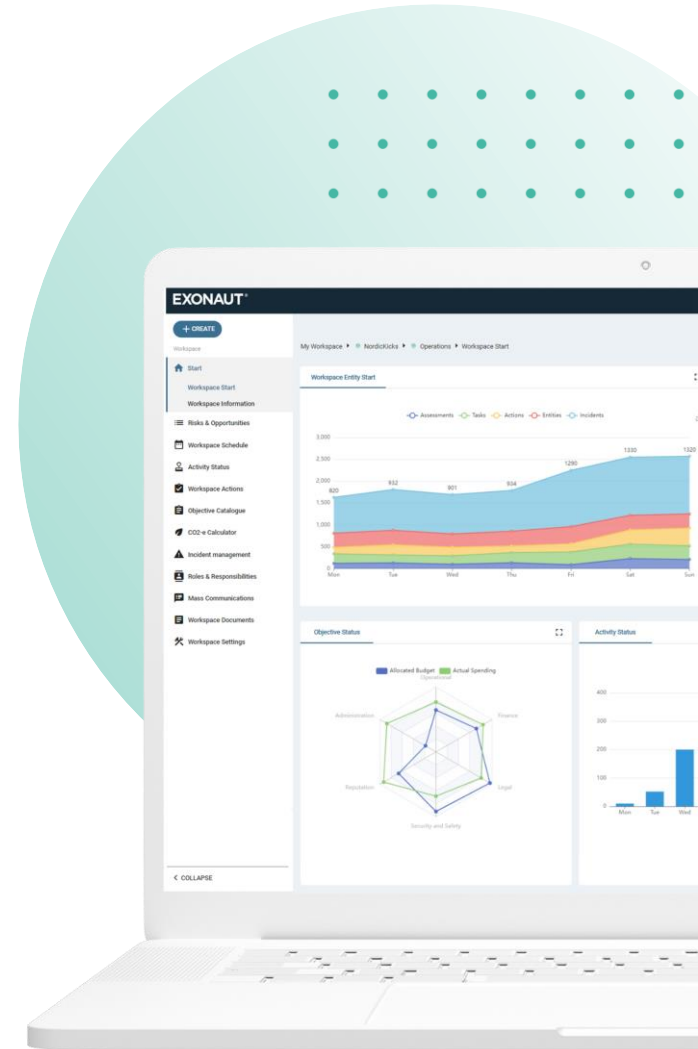 EXONAUT®
+ CREATE
Workspace
Start
Workspace Start
Workspace Information
Risks & Opportunities
Workspace Schedule
Activity Status
Workspace Actions
Objective Catalogue
CO2-e Calculator
Incident management
Roles & Responsibilities
Mass Communications
Workspace Documents
Workspace Settings
< COLLAPSE
My Workspace NordicKicks Operations Workspace Start
Workspace Entity Start
Assessments Tasks Actions Entities Incidents
3,000
2,500
2,000
1,500
1,000
500
0
820 932 901 934 1290 1330 1320
Mon Tue Wed Thu Fri Sat Sun
Objective Status
Allocated Budget Actual Spending
Operational
Administration Finance
Reputation Legal
Security and Safety
Activity Status
400
300
200
100
0
Mon Tue Wed